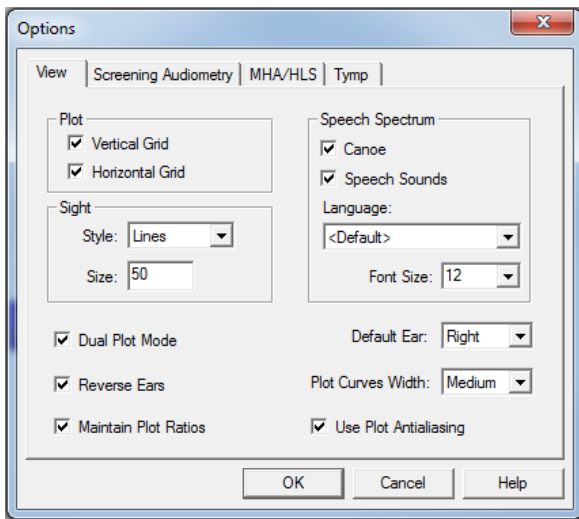 Options
View Screening Audiometry MHA/HLS Tymp
Plot
Vertical Grid
Horizontal Grid
Sight
Style: Lines
Size: 50
Speech Spectrum
Canoe
Speech Sounds
Language:
<Default>
Font Size: 12
Dual Plot Mode
Default Ear: Right
Reverse Ears
Plot Curves Width: Medium
Maintain Plot Ratios
Use Plot Antialiasing
OK Cancel Help